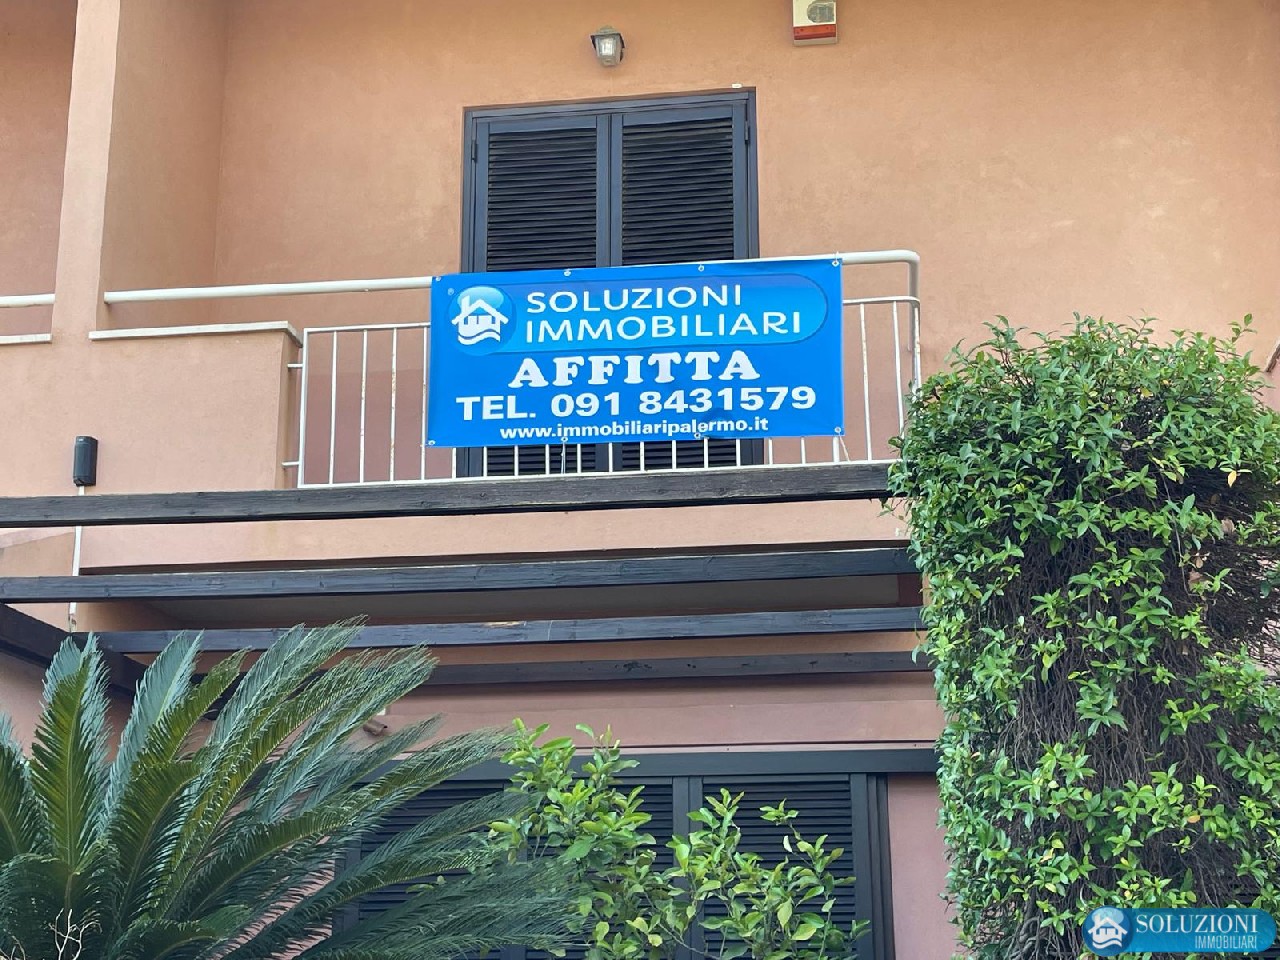 SOLUZIONI
IMMOBILIARI
AFFITTA
TEL. 091 8431579
www.immobiliaripalermo.it
SOLUZIONI
IMMOBILIARI